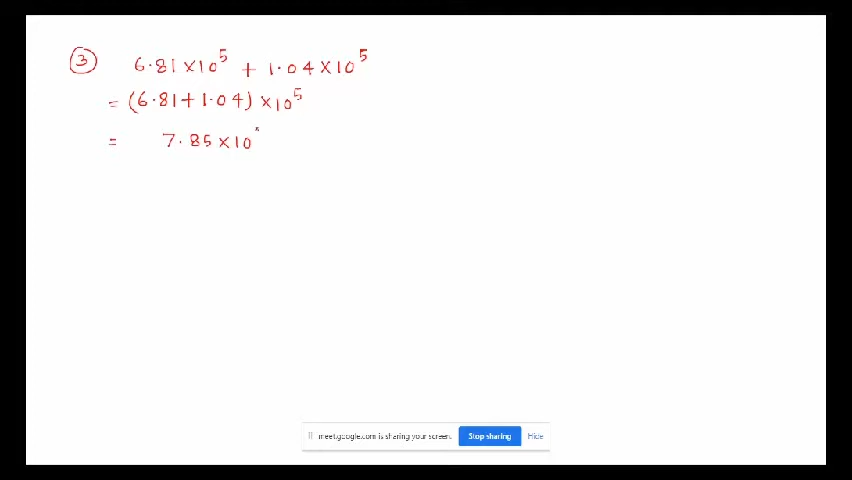 ③ 6.81×10⁵ + 1.04×10⁵
= (6.81+1.04) ×10⁵
= 7.85×10
meet.google.com is sharing your screen. Stop sharing Hide